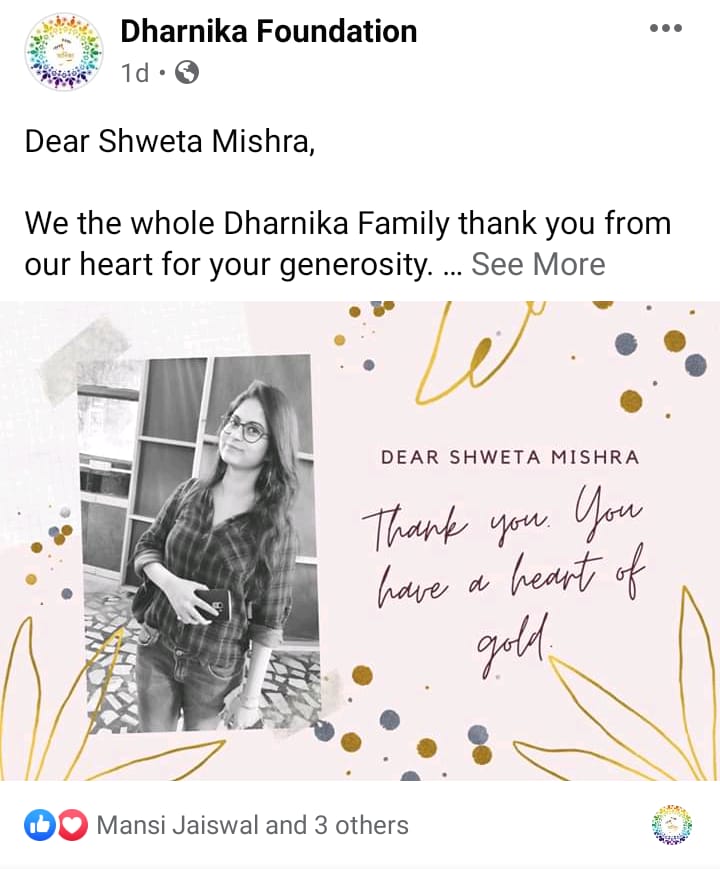 Dharnika Foundation
1d ·
Dear Shweta Mishra,
We the whole Dharnika Family thank you from
our heart for your generosity. ... See More
DEAR SHWETA MISHRA
Thank you. You
have a heart of
gold.
Mansi Jaiswal and 3 others